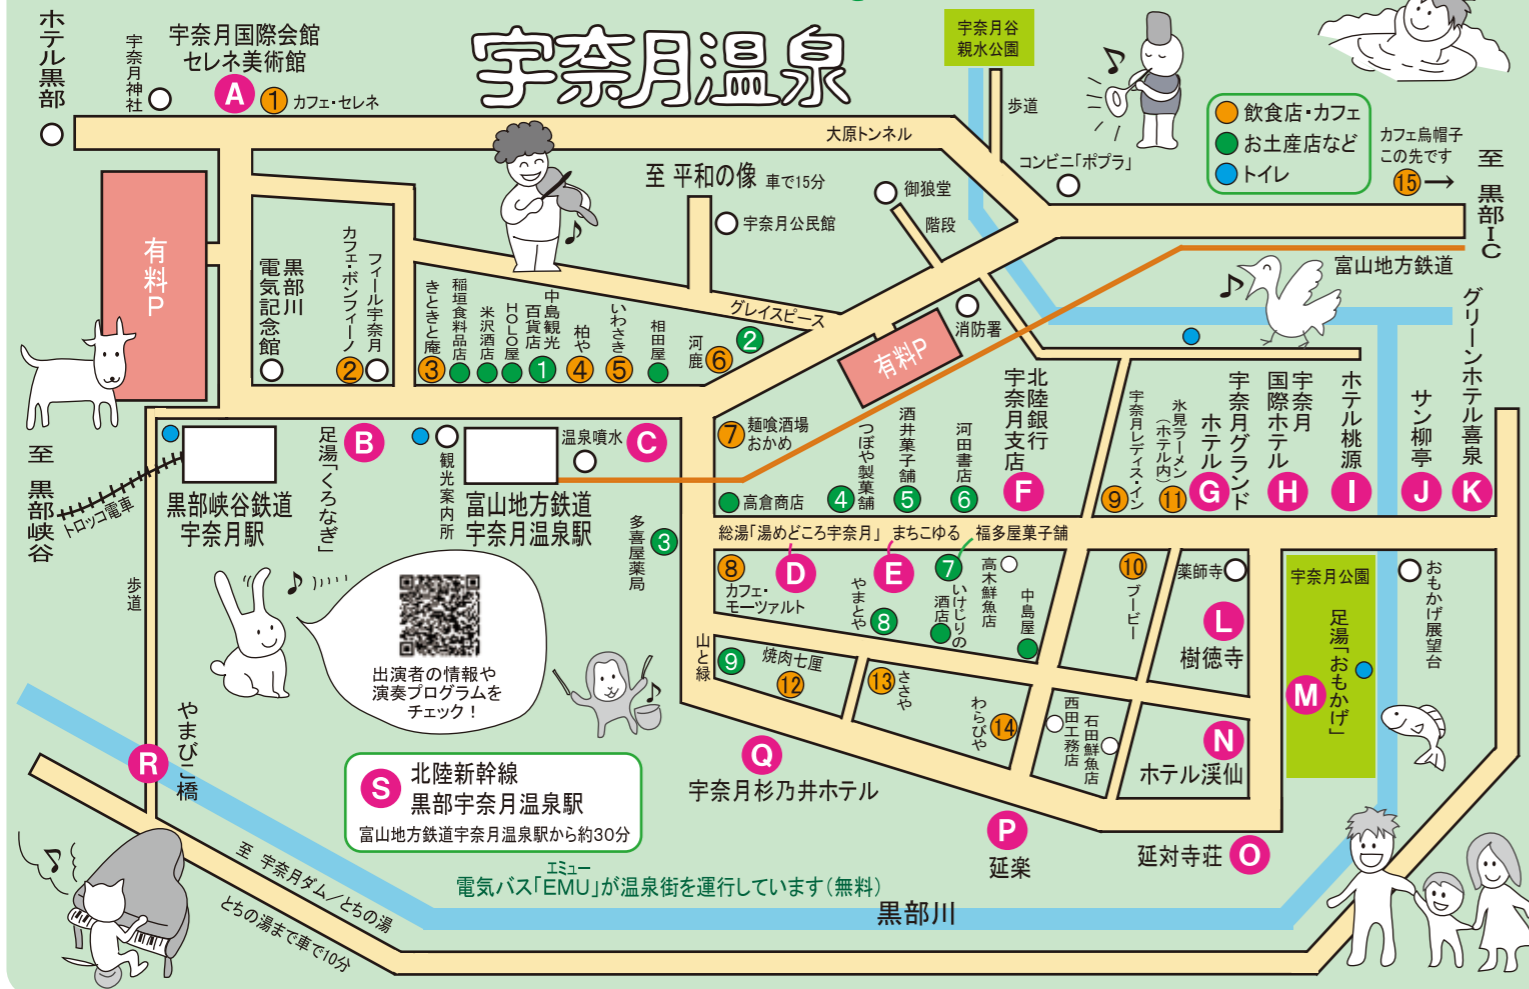 宇奈月温泉
ホテル黒部
宇奈月神社
宇奈月国際会館
セレネ美術館
A
1 カフェ・セレネ
宇奈月谷
親水公園
歩道
大原トンネル
コンビニ「ポプラ」
飲食店・カフェ
お土産店など
トイレ
カフェ烏帽子
この先です
15→
至 黒部IC
有料P
至 平和の像 車で15分
宇奈月公民館
御狼堂
階段
富山地方鉄道
黒部川
電気記念館
カフェ・ボンフィーノ
2
フィール宇奈月
きときと庵
3
稲垣食料品店
米沢酒店
HOLO屋
中島観光
百貨店
1
柏や
4
いわさき
5
相田屋
河鹿
6
2
グレイスピース
有料P
消防署
至 黒部峡谷
トロッコ電車
黒部峡谷鉄道
宇奈月駅
足湯「くろなぎ」
B
観光案内所
温泉噴水
C
富山地方鉄道
宇奈月温泉駅
7
麺喰酒場
おかめ
高倉商店
つぼや製菓舗
4
酒井菓子舗
5
河田書店
6
北陸銀行
宇奈月支店
F
宇奈月レディス・イン
9
氷見ラーメン
(ホテル内)
11
宇奈月グランド
ホテル
G
宇奈月
国際ホテル
H
ホテル桃源
I
サン柳亭
J
グリーンホテル喜泉
K
多喜屋薬局
3
総湯「湯めどころ宇奈月」
まちこゆる
福多屋菓子舗
D
E
7
8
カフェ・
モーツァルト
やまとや
8
いけじりの
酒店
高木鮮魚店
中島屋
10
ブービー
薬師寺
L
樹徳寺
宇奈月公園
足湯「おもかげ」
M
おもかげ展望台
歩道
出演者の情報や
演奏プログラムを
チェック！
山と緑
9
焼肉七厘
12
13
ささや
わらびや
14
西田工務店
石田鮮魚店
N
ホテル渓仙
R
やまびこ橋
S
北陸新幹線
黒部宇奈月温泉駅
富山地方鉄道宇奈月温泉駅から約30分
Q
宇奈月杉乃井ホテル
P
延楽
延対寺荘
O
至 宇奈月ダム／とちの湯
とちの湯まで車で10分
エミュー
電気バス「EMU」が温泉街を運行しています（無料）
黒部川